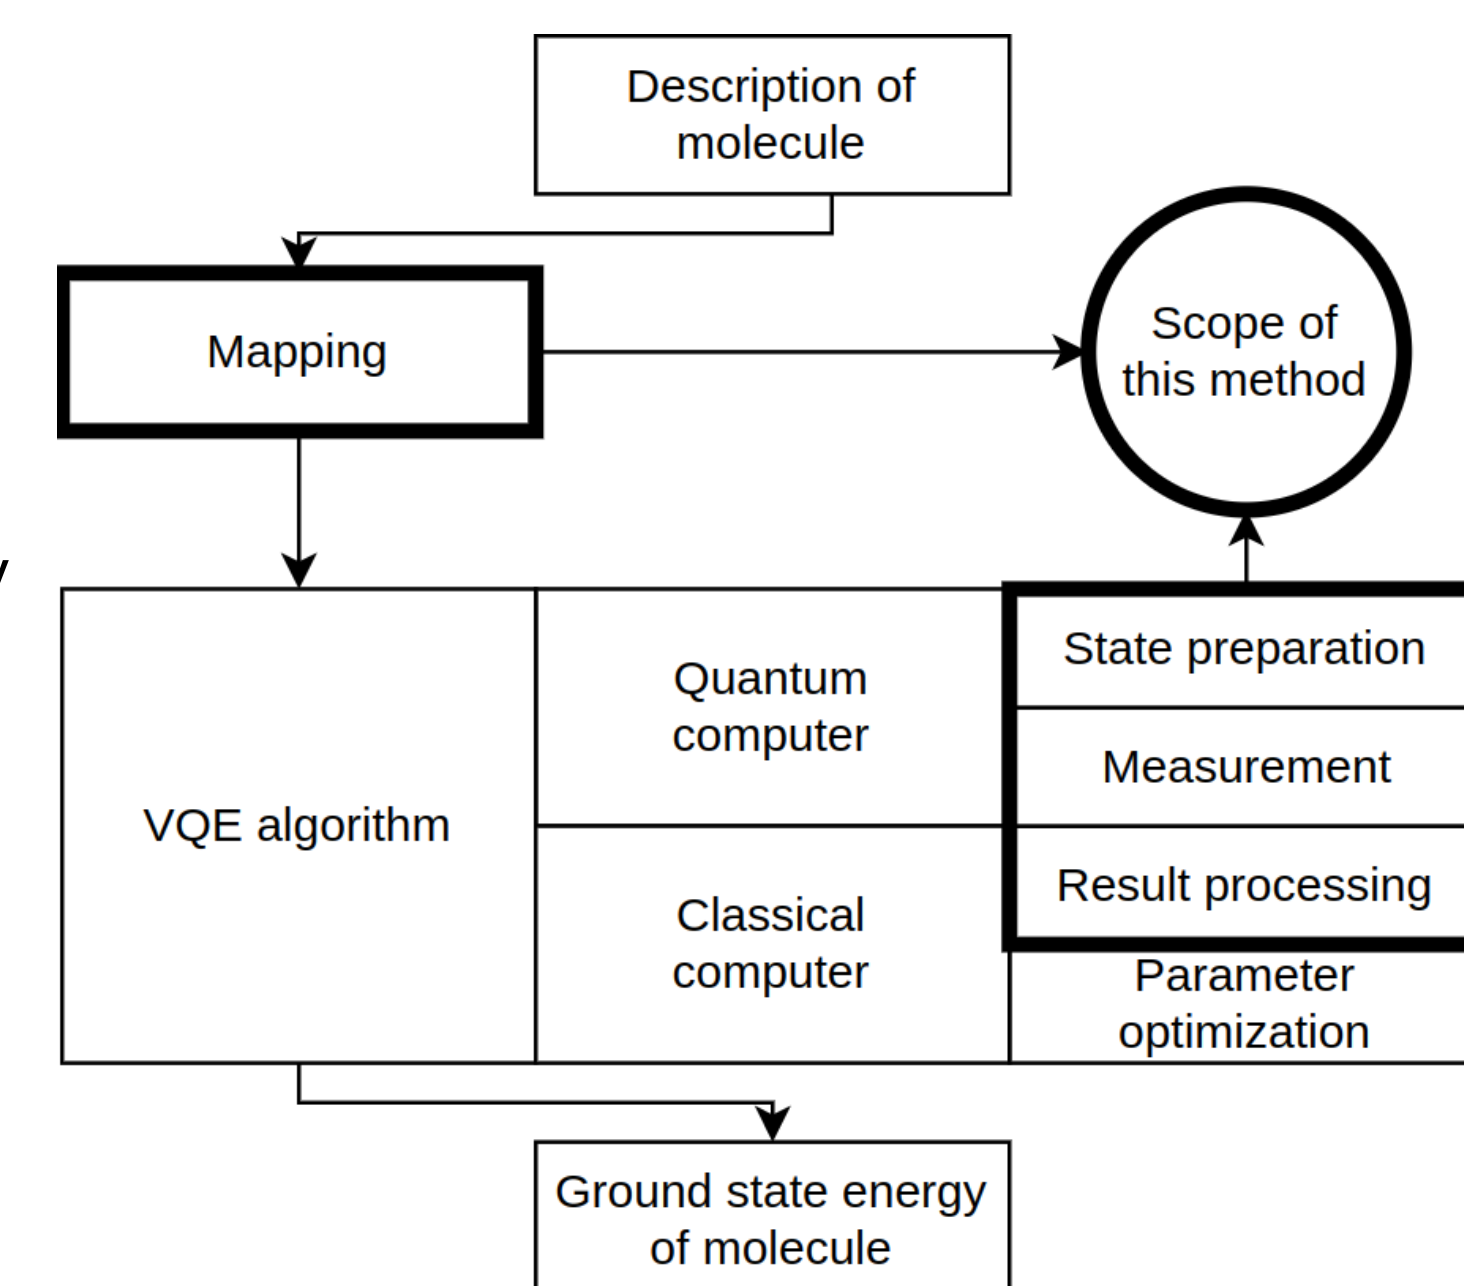 Description of
molecule
Mapping
Scope of
this method
VQE algorithm
Quantum
computer
Classical
computer
State preparation
Measurement
Result processing
Parameter
optimization
Ground state energy
of molecule